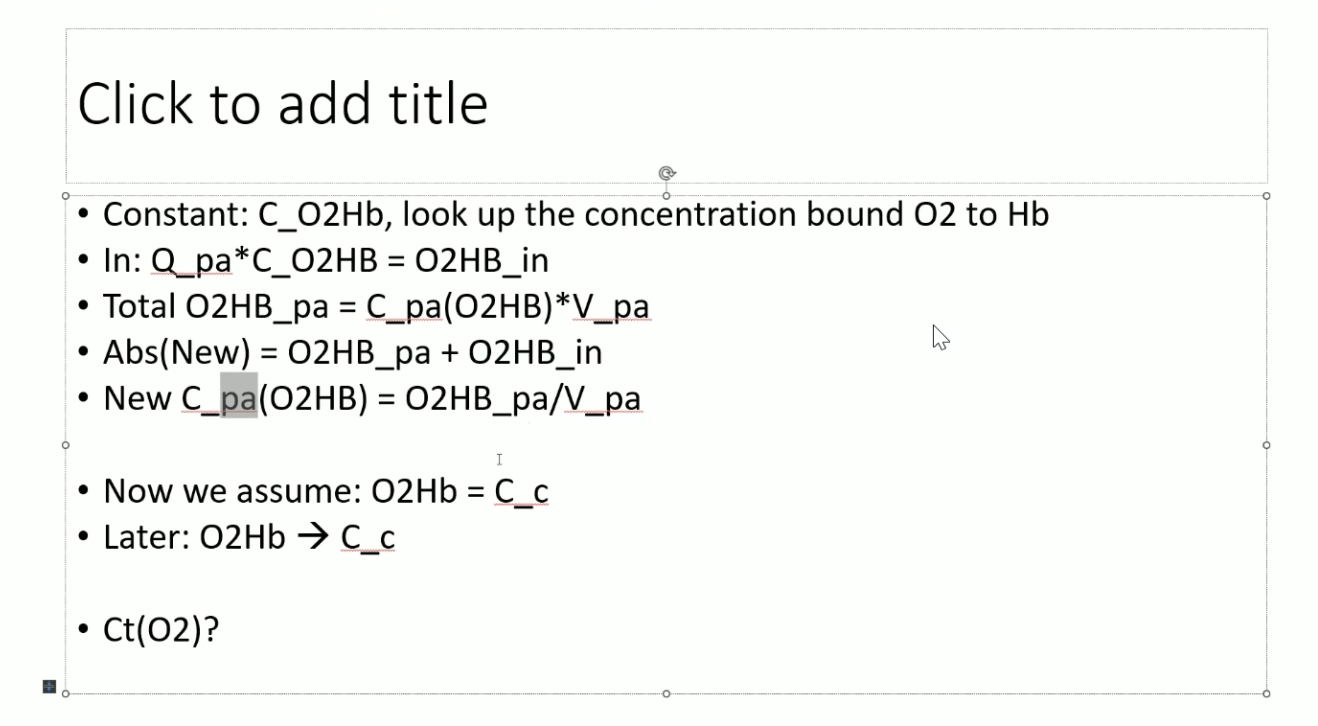 Click to add title
• Constant: C_O2Hb, look up the concentration bound O2 to Hb
• In: Q_pa*C_O2HB = O2HB_in
• Total O2HB_pa = C_pa(O2HB)*V_pa
• Abs(New) = O2HB_pa + O2HB_in
• New C_pa(O2HB) = O2HB_pa/V_pa
• Now we assume: O2Hb = C_c
• Later: O2Hb → C_c
• Ct(O2)?